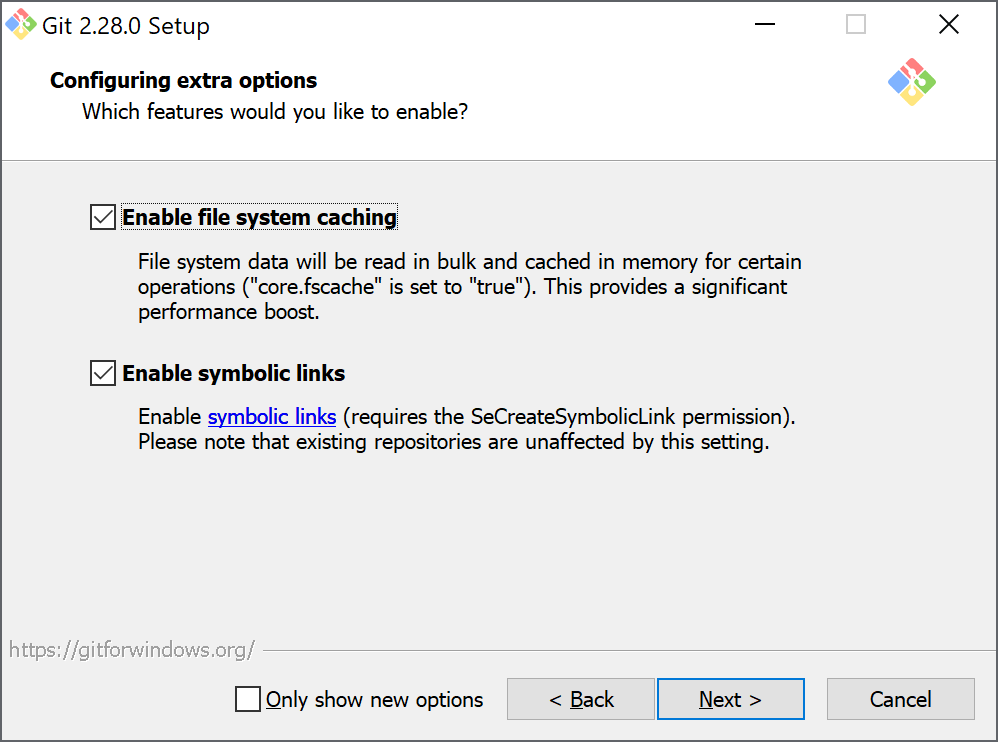 Git 2.28.0 Setup
Configuring extra options
Which features would you like to enable?
Enable file system caching
File system data will be read in bulk and cached in memory for certain
operations ("core.fscache" is set to "true"). This provides a significant
performance boost.
Enable symbolic links
Enable symbolic links (requires the SeCreateSymbolicLink permission).
Please note that existing repositories are unaffected by this setting.
https://gitforwindows.org/
Only show new options
< Back
Next >
Cancel